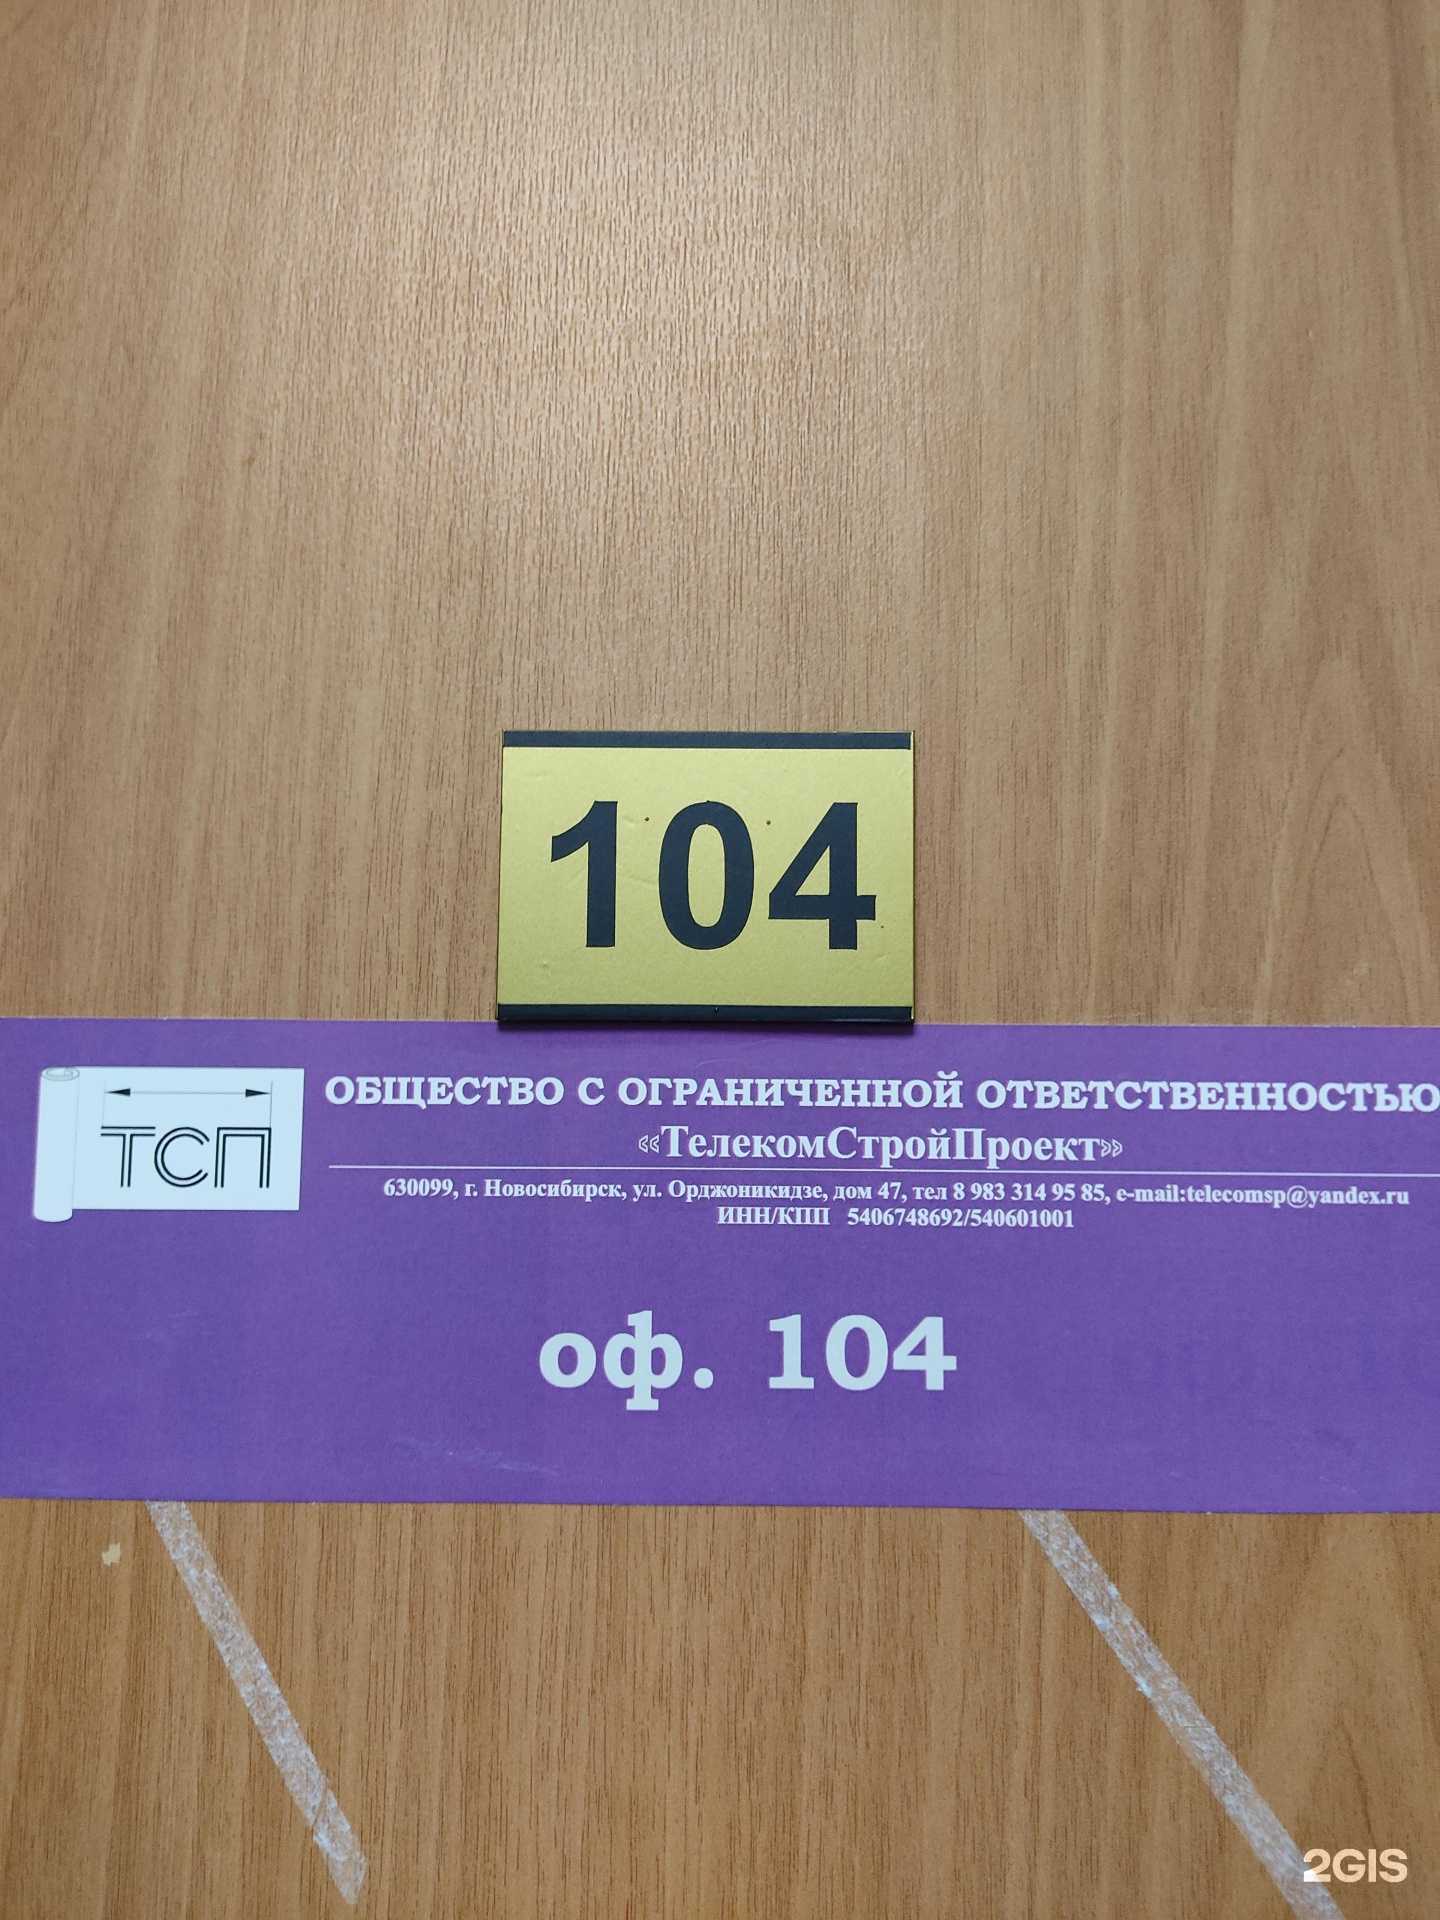 104
ТСП
ОБЩЕСТВО С ОГРАНИЧЕННОЙ ОТВЕТСТВЕННОСТЬЮ
«ТелекомСтройПроект»
630099, г. Новосибирск, ул. Орджоникидзе, дом 47, тел 8 983 314 95 85, e-mail:telecomsp@yandex.ru
ИНН/КПП 5406748692/540601001
оф. 104
2GIS